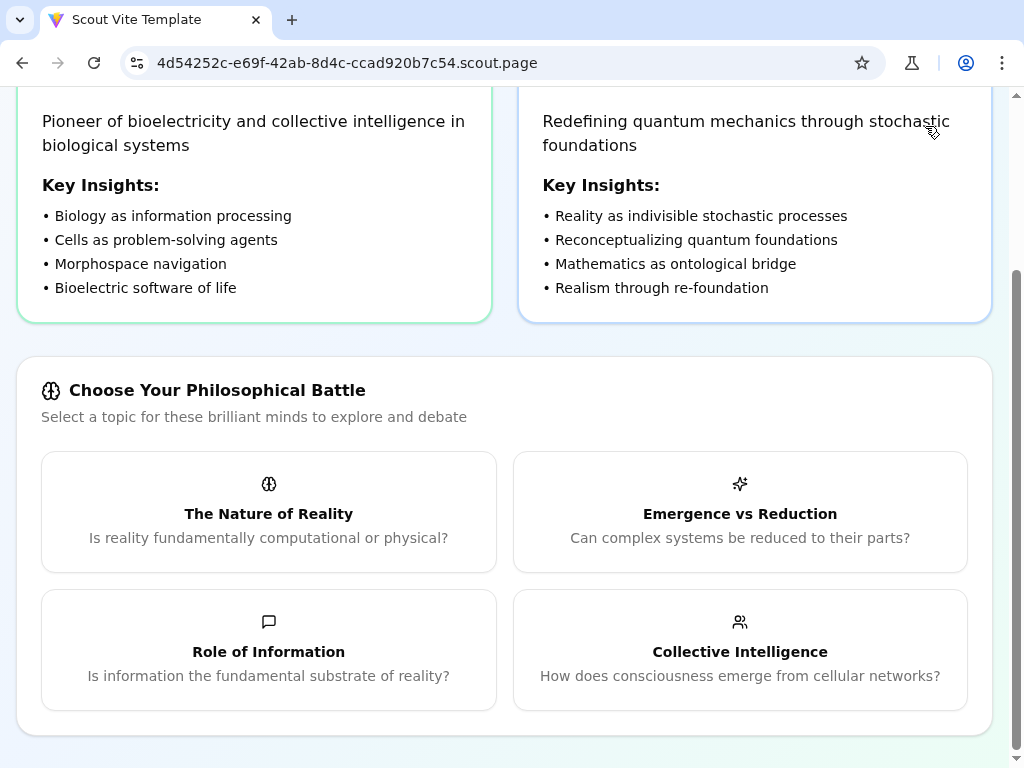 Scout Vite Template
4d54252c-e69f-42ab-8d4c-ccad920b7c54.scout.page
Pioneer of bioelectricity and collective intelligence in
biological systems
Key Insights:
• Biology as information processing
• Cells as problem-solving agents
• Morphospace navigation
• Bioelectric software of life
Redefining quantum mechanics through stochastic
foundations
Key Insights:
• Reality as indivisible stochastic processes
• Reconceptualizing quantum foundations
• Mathematics as ontological bridge
• Realism through re-foundation
Choose Your Philosophical Battle
Select a topic for these brilliant minds to explore and debate
The Nature of Reality
Is reality fundamentally computational or physical?
Emergence vs Reduction
Can complex systems be reduced to their parts?
Role of Information
Is information the fundamental substrate of reality?
Collective Intelligence
How does consciousness emerge from cellular networks?